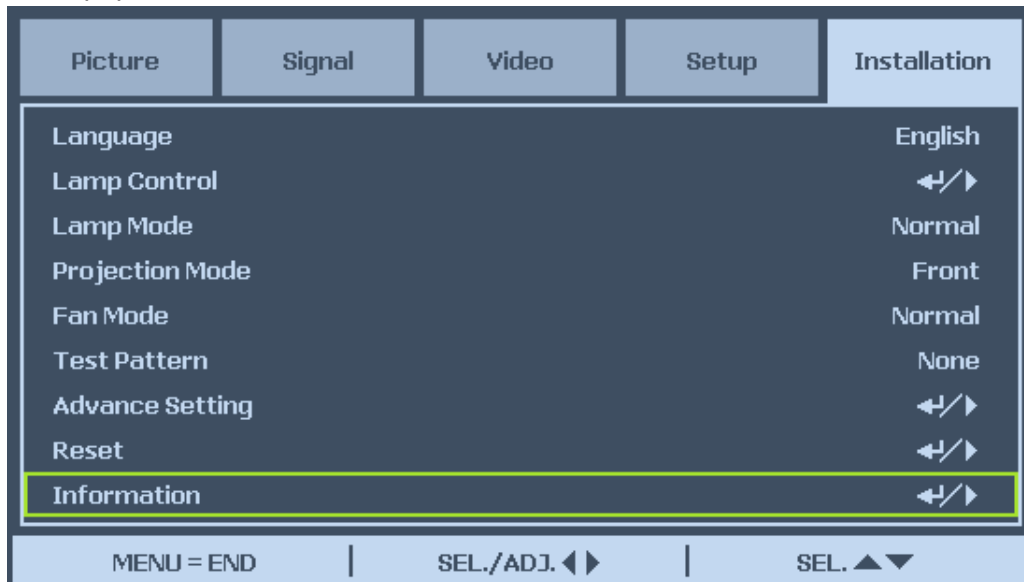 Picture Signal Video Setup Installation
Language English
Lamp Control
Lamp Mode Normal
Projection Mode Front
Fan Mode Normal
Test Pattern None
Advance Setting
Reset
Information
MENU = END | SEL./ADJ. ◀ ▶ | SEL. ▲ ▼